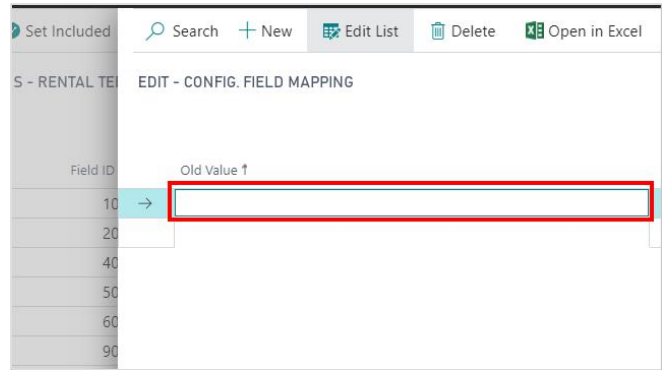 Set Included Search New Edit List Delete Open in Excel
S - RENTAL TE EDIT - CONFIG. FIELD MAPPING
Field ID Old Value
10
20
40
50
60
90